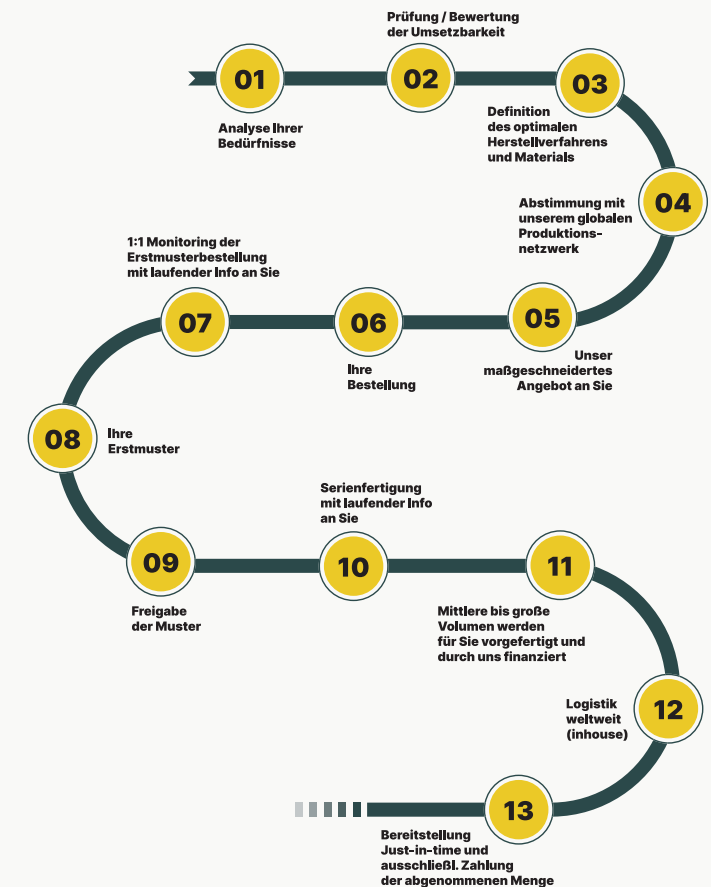 01
Analyse Ihrer
Bedürfnisse
02
Prüfung / Bewertung
der Umsetzbarkeit
03
Definition
des optimalen
Herstellverfahrens
und Materials
04
Abstimmung mit
unserem globalen
Produktions-
netzwerk
05
Unser
maßgeschneidertes
Angebot an Sie
06
Ihre
Bestellung
07
1:1 Monitoring der
Erstmusterbestellung
mit laufender Info an Sie
08
Ihre
Erstmuster
09
Freigabe
der Muster
10
Serienfertigung
mit laufender Info
an Sie
11
Mittlere bis große
Volumen werden
für Sie vorgefertigt und
durch uns finanziert
12
Logistik
weltweit
(inhouse)
13
Bereitstellung
Just-in-time und
ausschließl. Zahlung
der abgenommenen Menge